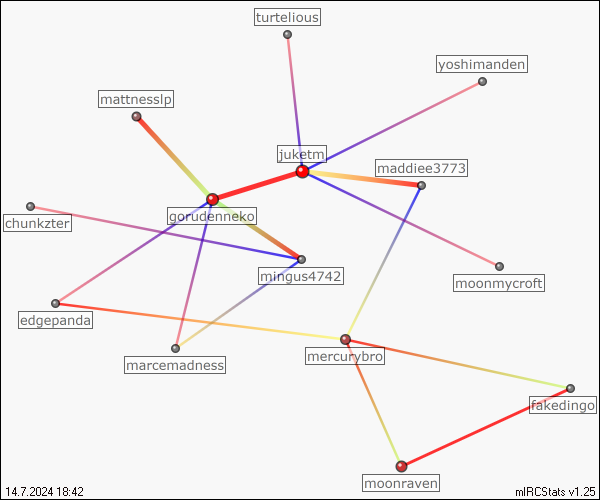 turtelious
yoshimanden
mattnesslp
juketm
maddiee3773
gorudenneko
chunkzter
mingus4742
moonmycroft
edgepanda
mercurybro
marcemadness
fakedingo
moonraven
14.7.2024 18:42
mIRCStats v1.25